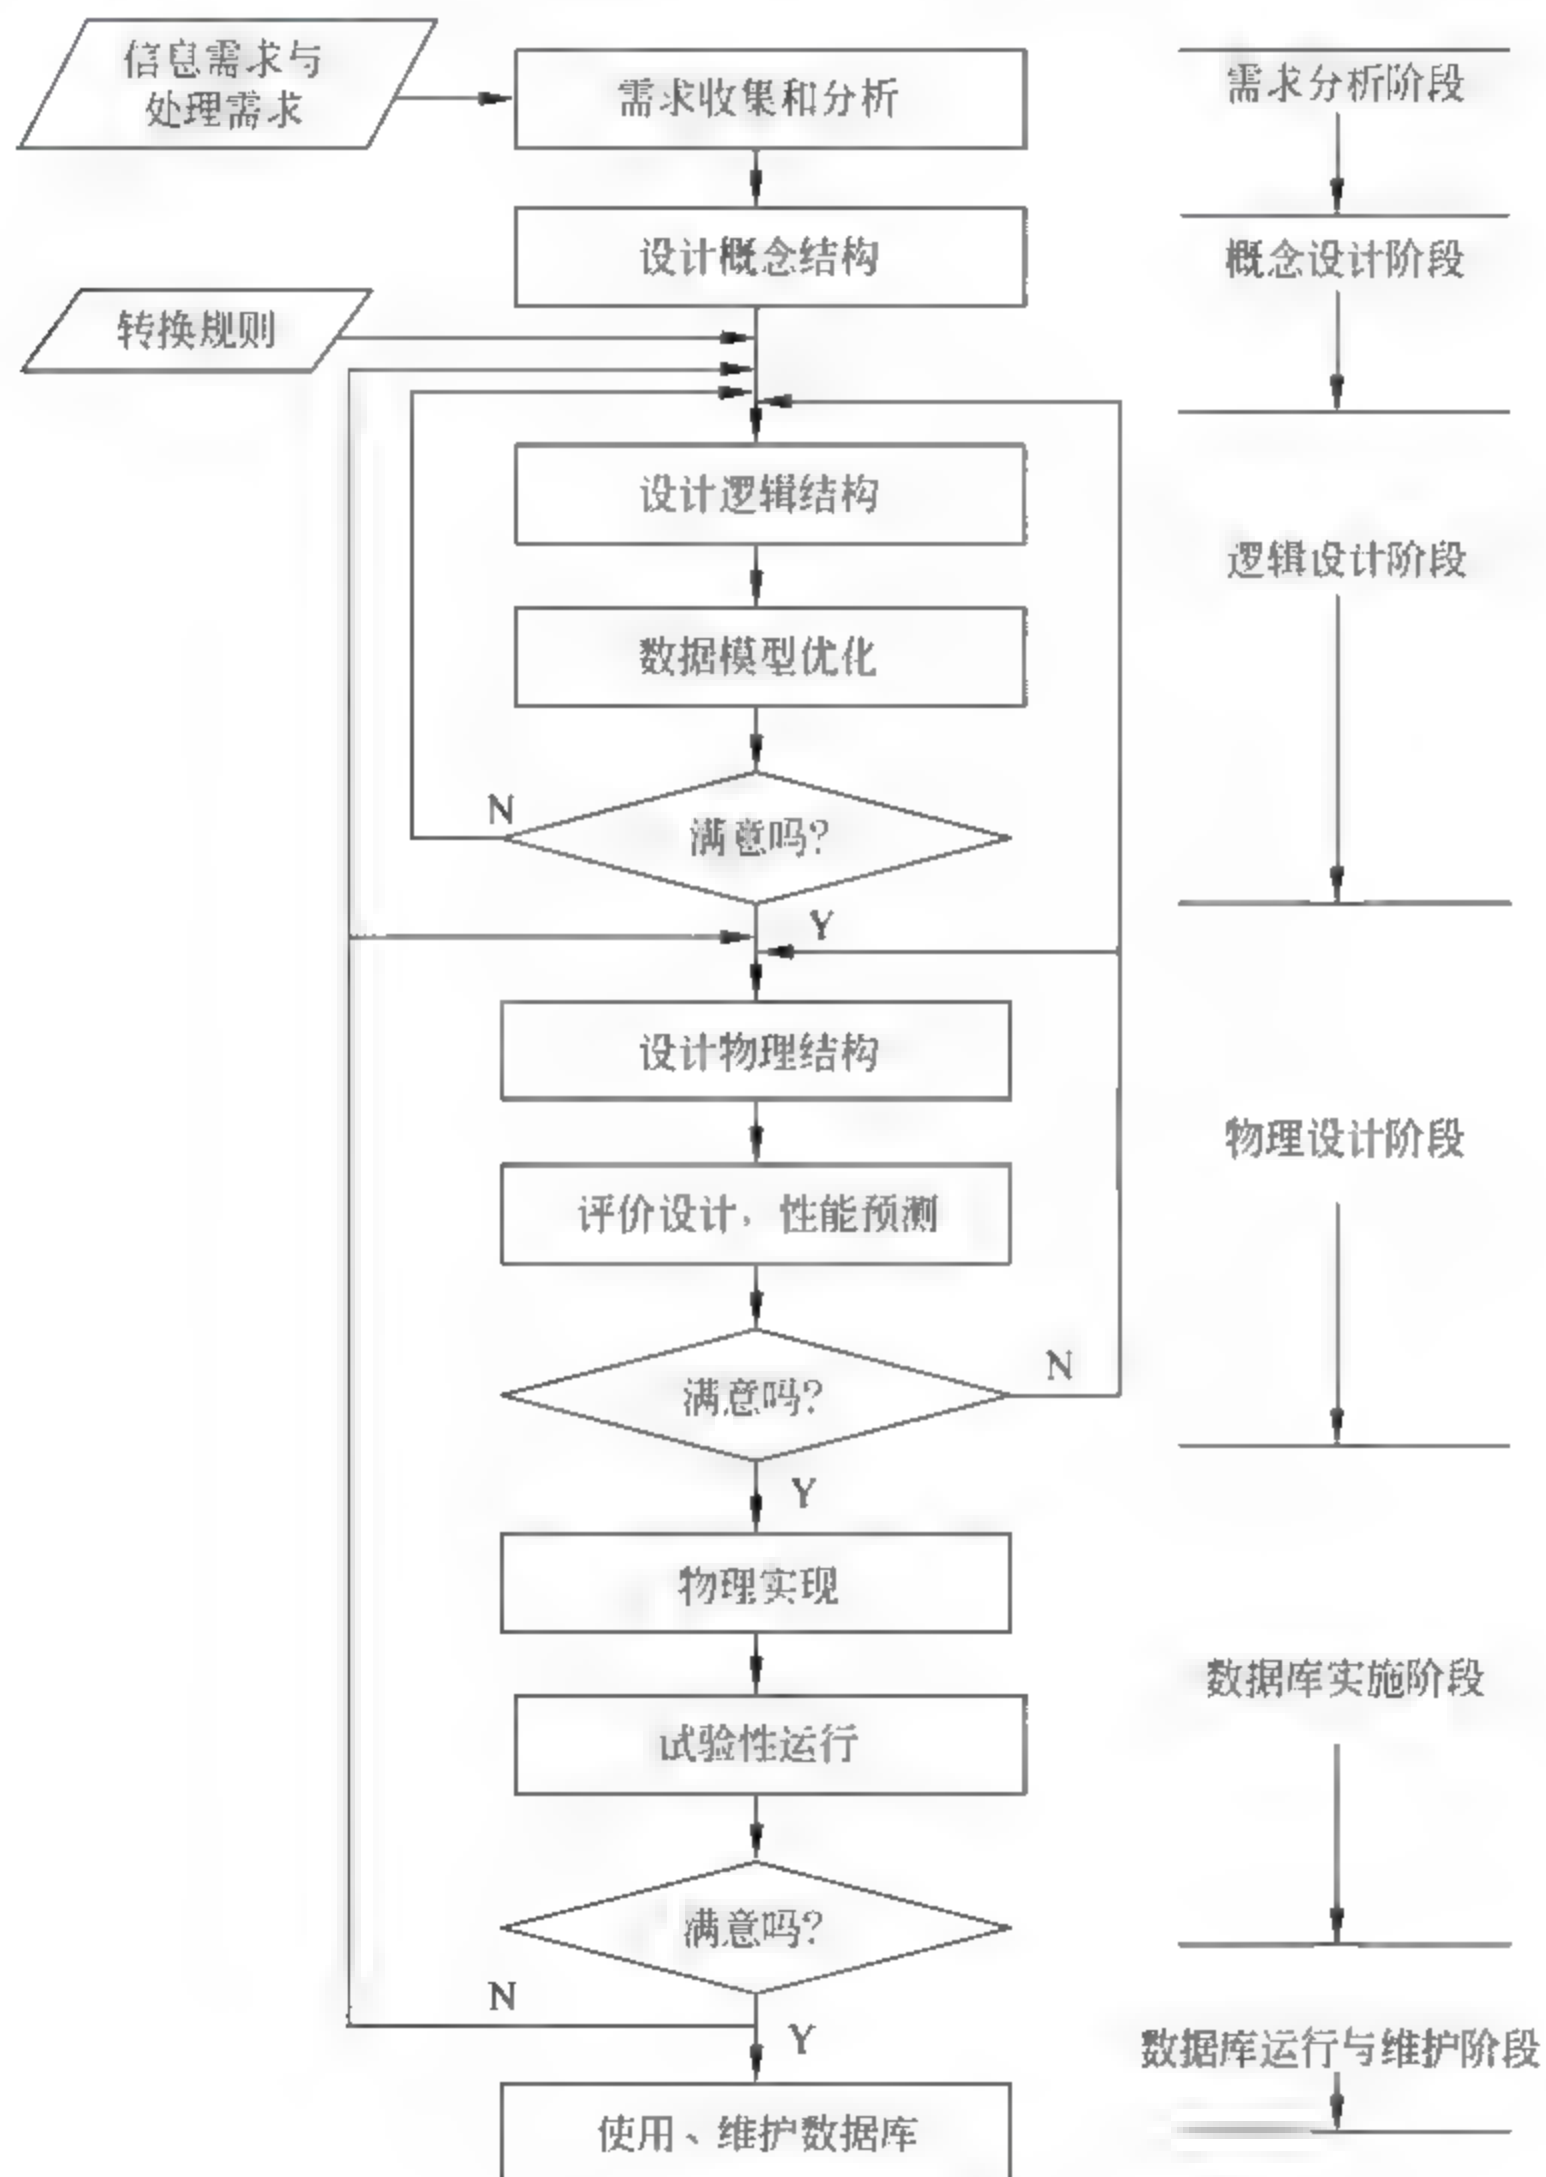 信息需求与
处理需求
需求收集和分析
需求分析阶段
设计概念结构
概念设计阶段
转换规则
设计逻辑结构
逻辑设计阶段
数据模型优化
N
满意吗?
Y
设计物理结构
物理设计阶段
评价设计，性能预测
满意吗?
N
Y
物理实现
数据库实施阶段
试验性运行
满意吗?
N
Y
数据库运行与维护阶段
使用、维护数据库